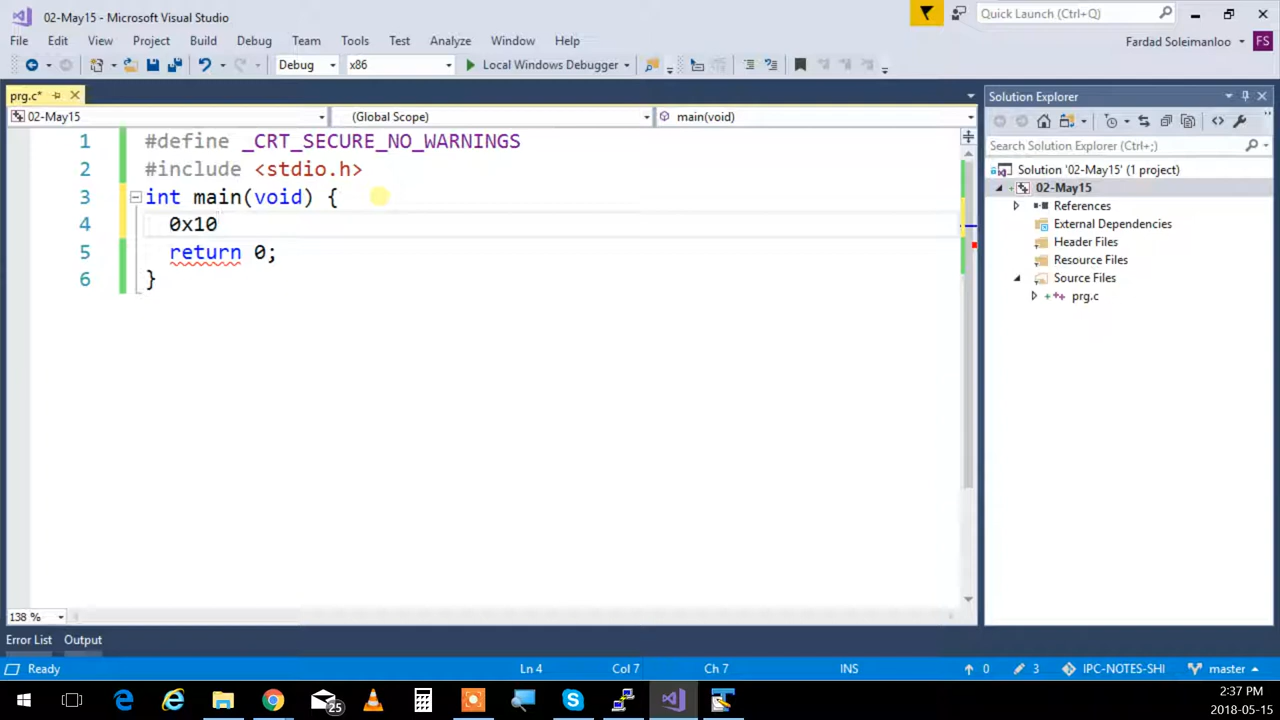 02-May15 - Microsoft Visual Studio
Quick Launch (Ctrl+Q)
File Edit View Project Build Debug Team Tools Test Analyze Window Help
Fardad Soleimanloo
FS
Debug
x86
Local Windows Debugger
prg.c*
Solution Explorer
02-May15
(Global Scope)
main(void)
Search Solution Explorer (Ctrl+;)
1 #define _CRT_SECURE_NO_WARNINGS
2 #include <stdio.h>
3 int main(void) {
4 0x10
5 return 0;
6 }
Solution '02-May15' (1 project)
02-May15
References
External Dependencies
Header Files
Resource Files
Source Files
prg.c
138 %
Error List Output
Ready
Ln 4
Col 7
Ch 7
INS
0
3
IPC-NOTES-SHI
master
25
2:37 PM
2018-05-15